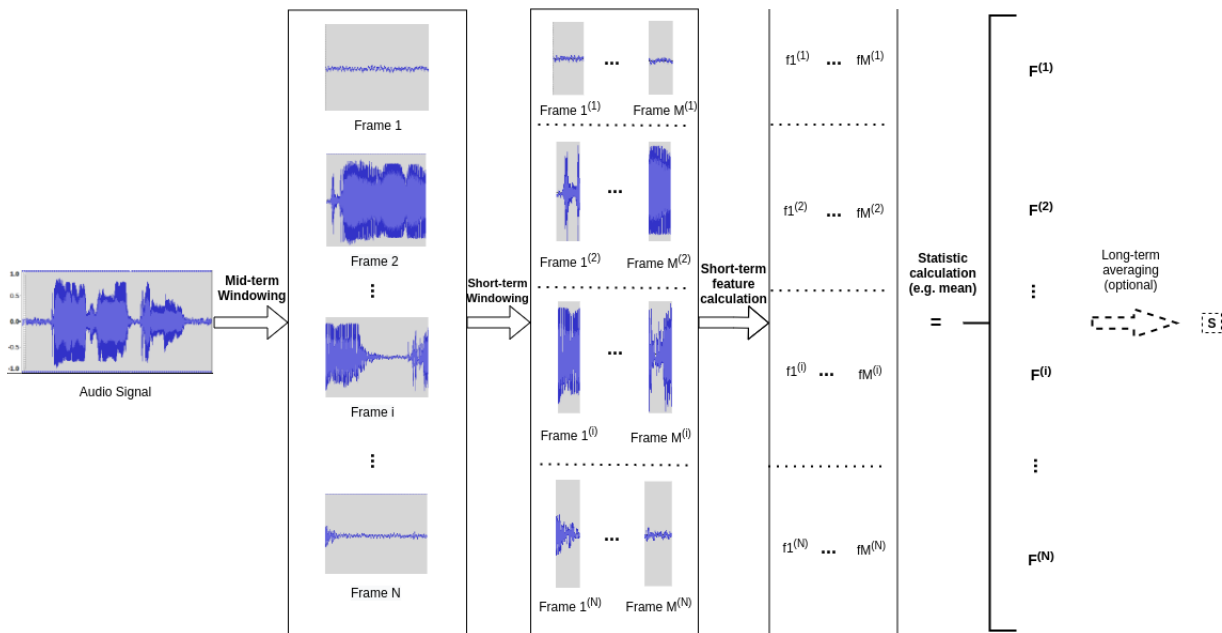 1.0
0.5
0.0
-0.5
-1.0
Audio Signal
Mid-term
Windowing
Frame 1
Frame 2
...
Frame i
...
Frame N
Short-term
Windowing
...
Frame 1(1) Frame M(1)
...
Frame 1(2) Frame M(2)
...
Frame 1(i) Frame M(i)
...
Frame 1(N) Frame M(N)
Short-term
feature
calculation
f1(1) ... fM(1)
f1(2) ... fM(2)
f1(i) ... fM(i)
f1(N) ... fM(N)
Statistic
calculation
(e.g. mean)
=
F(1)
F(2)
...
F(i)
...
F(N)
Long-term
averaging
(optional)
S